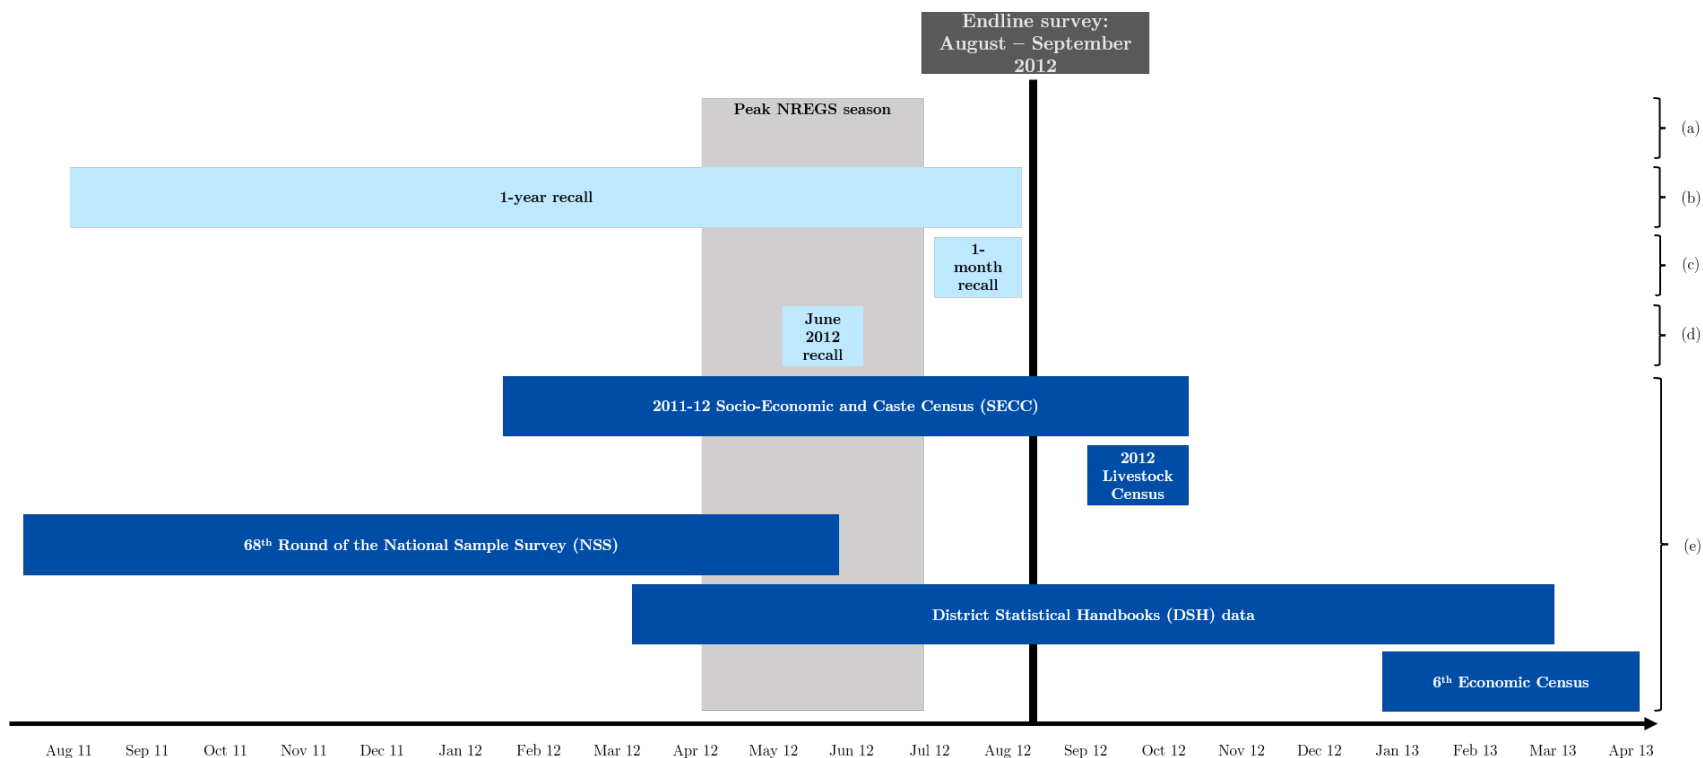 Endline survey:
August – September
2012
Peak NREGS season
(a)
1-year recall
(b)
1-
month
recall
(c)
June
2012
recall
(d)
2011-12 Socio-Economic and Caste Census (SECC)
2012
Livestock
Census
68th Round of the National Sample Survey (NSS)
(e)
District Statistical Handbooks (DSH) data
6th Economic Census
Aug 11 Sep 11 Oct 11 Nov 11 Dec 11 Jan 12 Feb 12 Mar 12 Apr 12 May 12 Jun 12 Jul 12 Aug 12 Sep 12 Oct 12 Nov 12 Dec 12 Jan 13 Feb 13 Mar 13 Apr 13